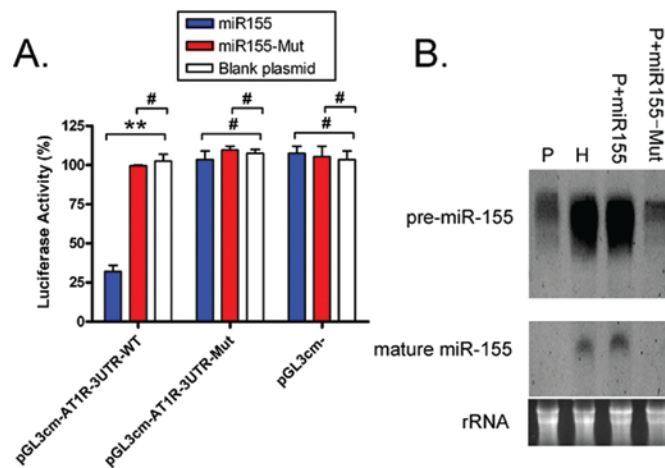 A.
miR155
miR155-Mut
Blank plasmid
#
#
#
**
#
#
Luciferase Activity (%)
125
100
75
50
25
0
pGL3cm-AT1R-3UTR-WT
pGL3cm-AT1R-3UTR-Mut
pGL3cm-
B.
P
H
P+miR155
P+miR155-Mut
pre-miR-155
mature miR-155
rRNA